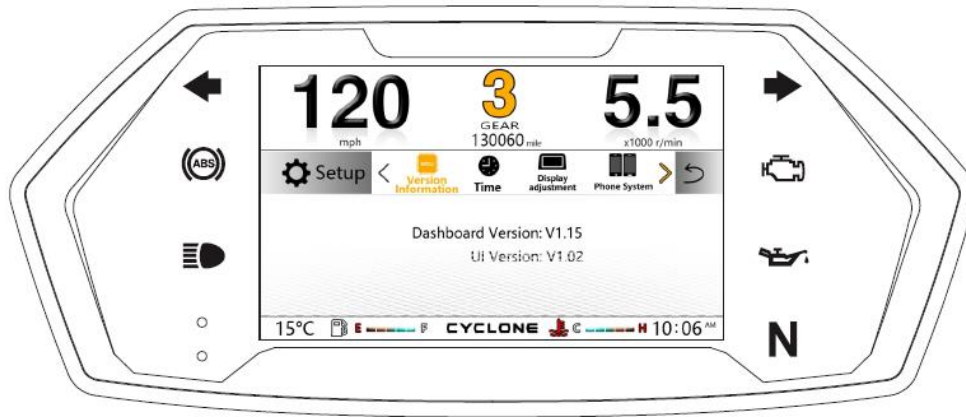 120
mph
3
GEAR
130060 mile
5.5
x1000 r/min
(ABS)
Setup
Version
Information
Time
Display
adjustment
Phone System
Dashboard Version: V1.15
UI Version: V1.02
15°C
E F
CYCLONE
C H
10:06 AM
N